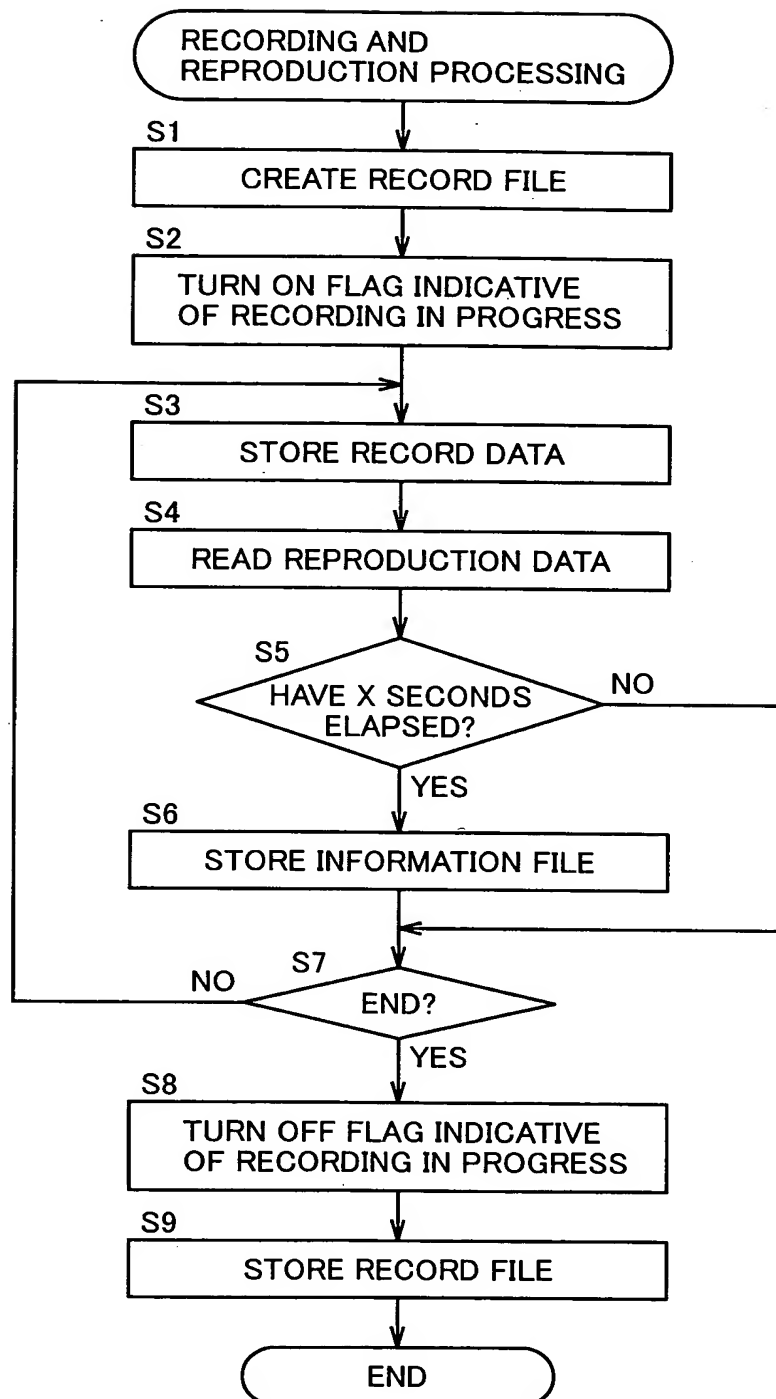 RECORDING AND
REPRODUCTION PROCESSING
S1
CREATE RECORD FILE
S2
TURN ON FLAG INDICATIVE
OF RECORDING IN PROGRESS
S3
STORE RECORD DATA
S4
READ REPRODUCTION DATA
S5
NO
HAVE X SECONDS
ELAPSED?
YES
S6
STORE INFORMATION FILE
S7
NO
END?
YES
S8
TURN OFF FLAG INDICATIVE
OF RECORDING IN PROGRESS
S9
STORE RECORD FILE
END